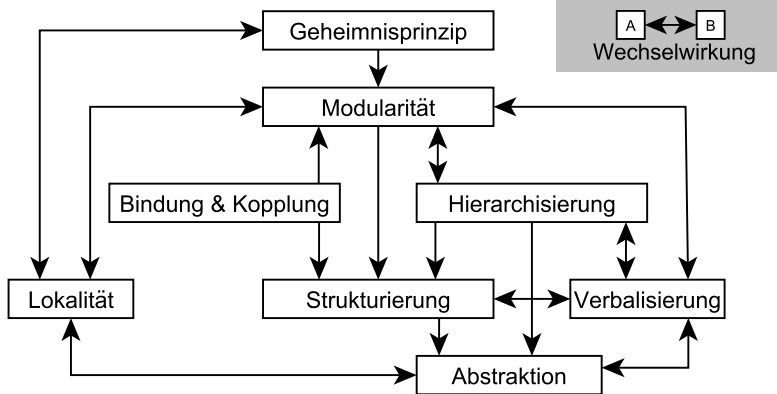 Geheimnisprinzip
A
B
Wechselwirkung
Modularität
Bindung & Kopplung
Hierarchisierung
Lokalität
Strukturierung
Verbalisierung
Abstraktion